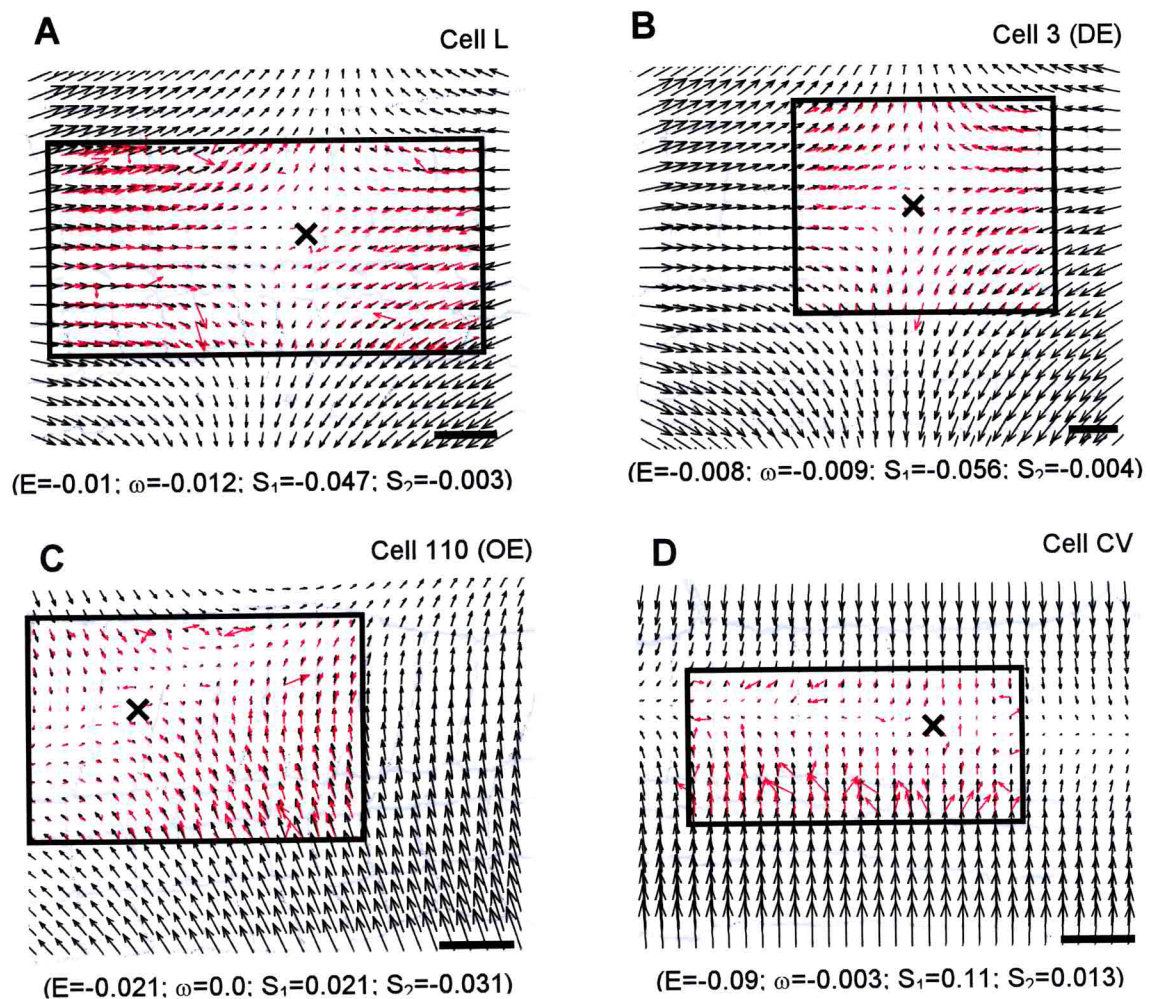 A
Cell L
B
Cell 3 (DE)
(E=-0.01; ω=-0.012; S₁=-0.047; S₂=-0.003)
(E=-0.008; ω=-0.009; S₁=-0.056; S₂=-0.004)
C
Cell 110 (OE)
D
Cell CV
(E=-0.021; ω=0.0; S₁=0.021; S₂=-0.031)
(E=-0.09; ω=-0.003; S₁=0.11; S₂=0.013)